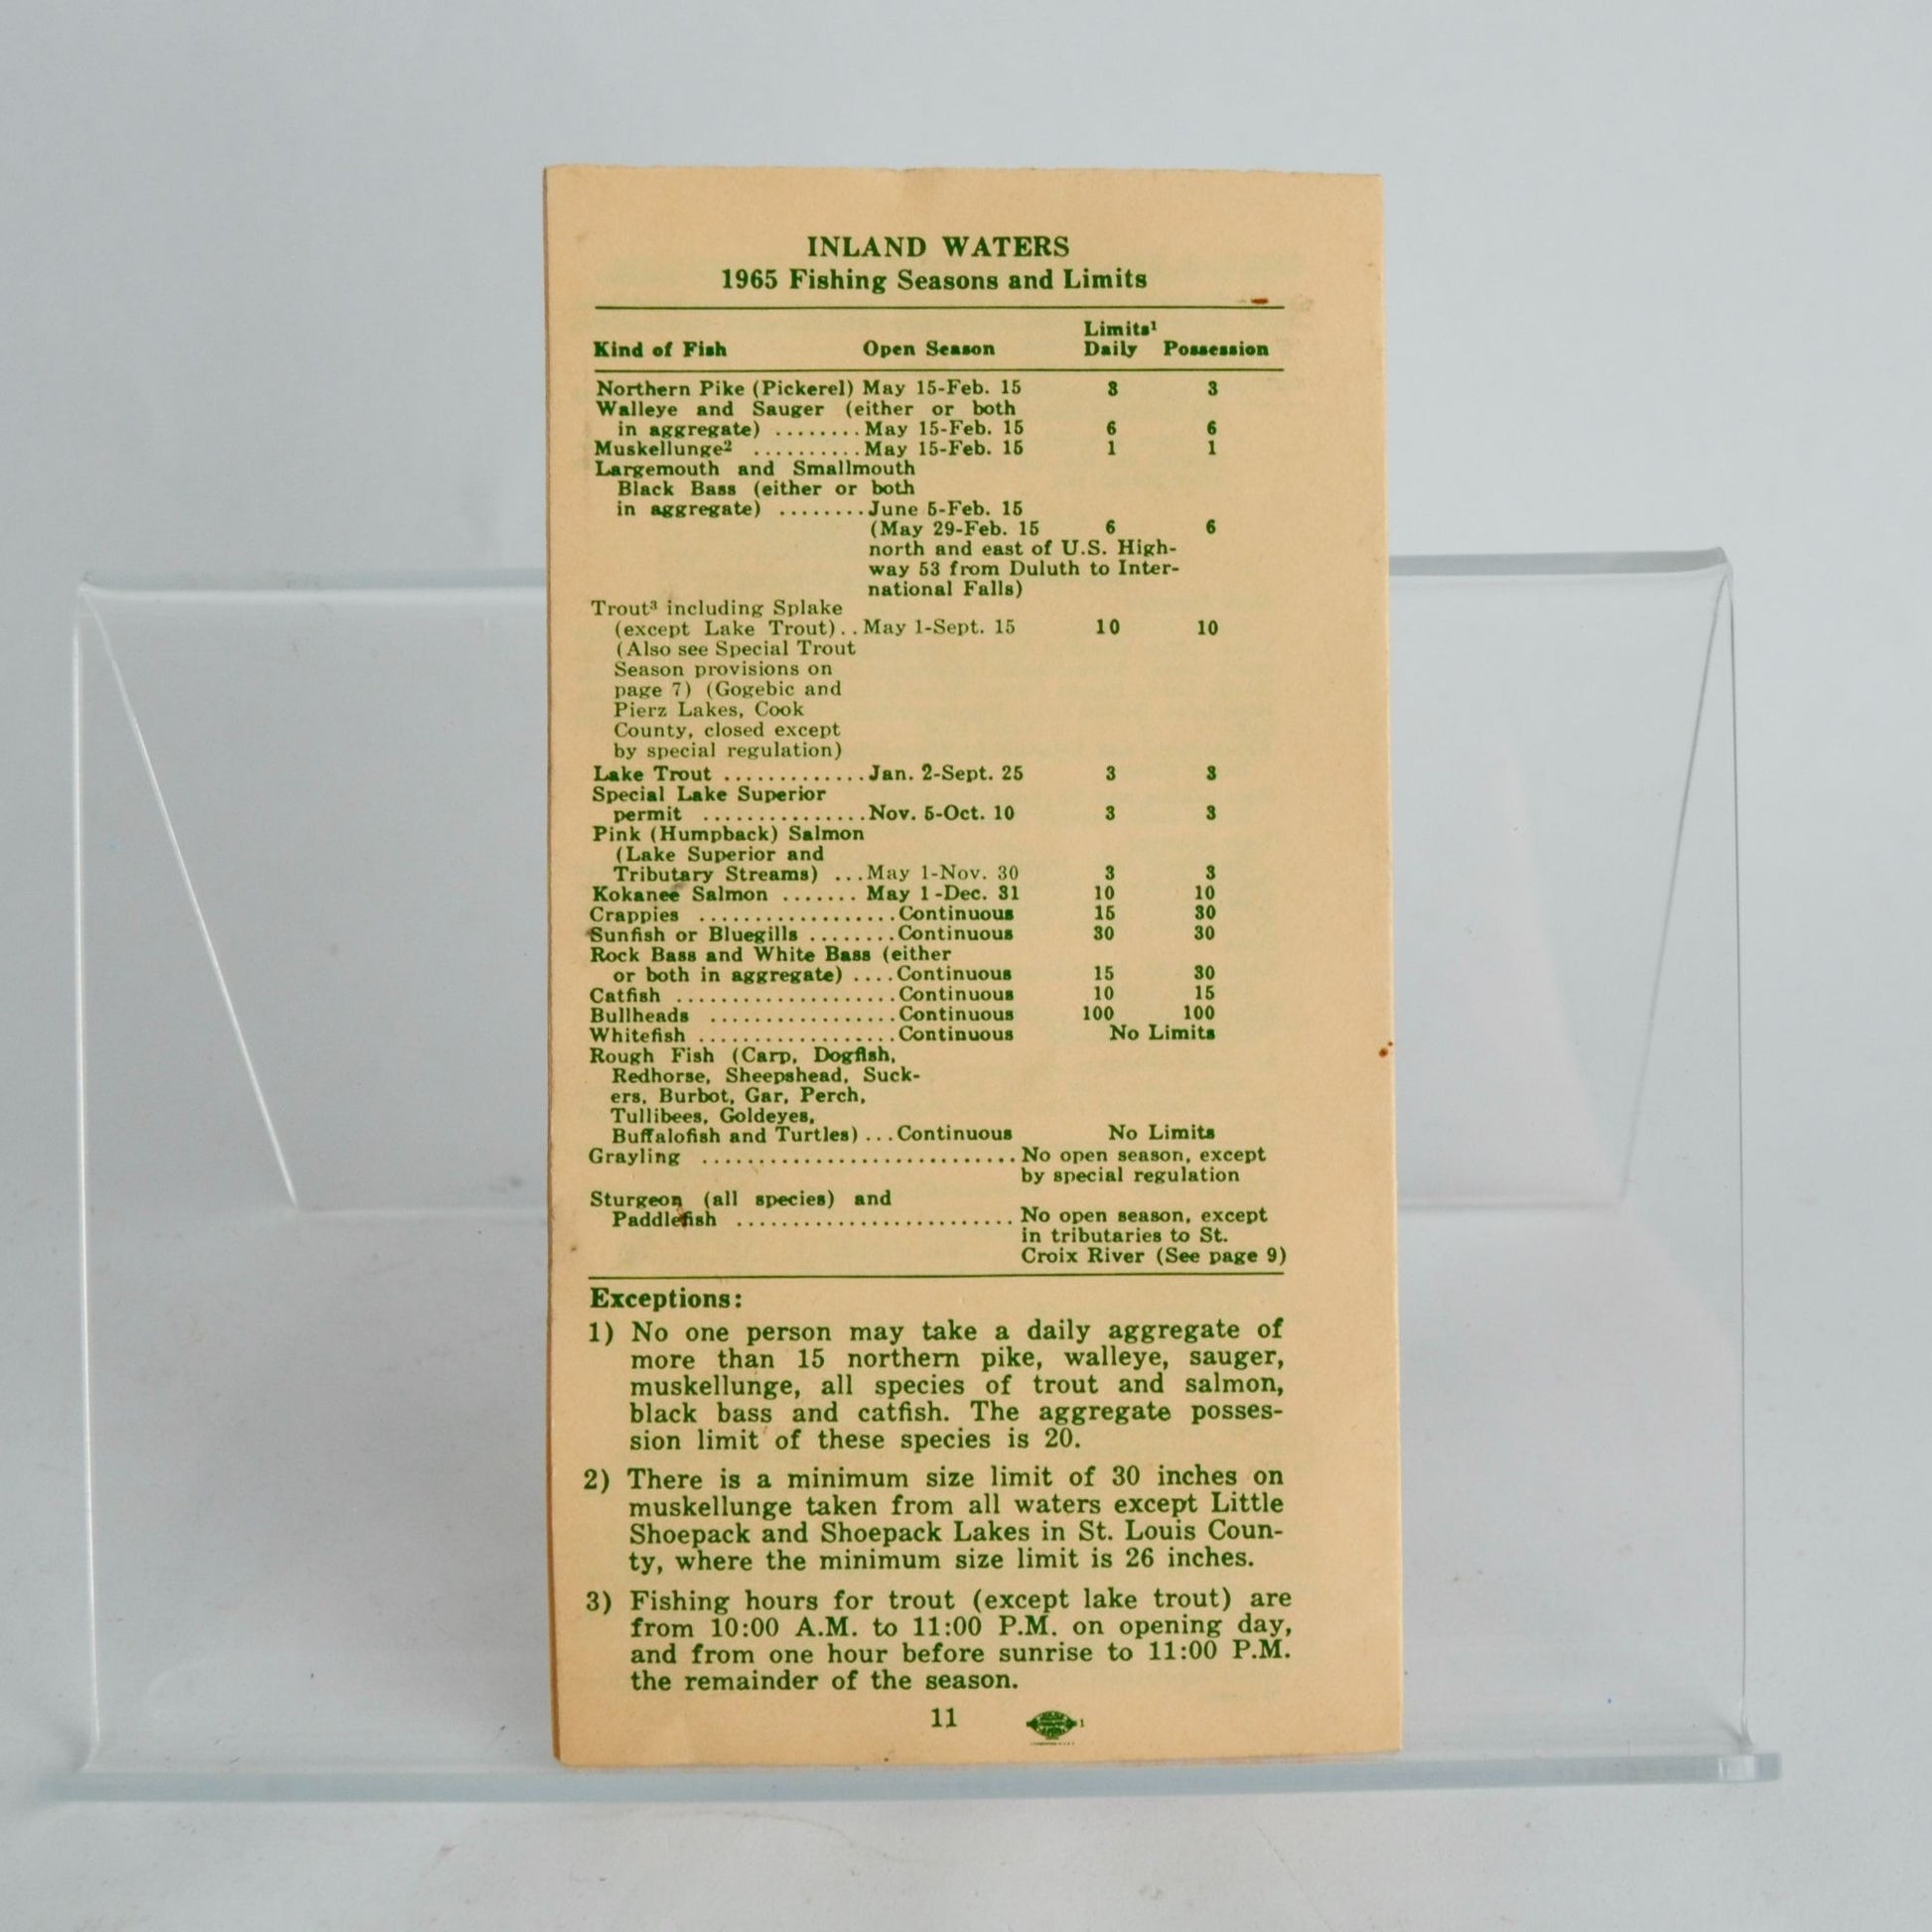 INLAND WATERS
1965 Fishing Seasons and Limits
Limits¹
Kind of Fish Open Season Daily Possession
Northern Pike (Pickerel) May 15-Feb. 15 3 3
Walleye and Sauger (either or both
in aggregate) ........May 15-Feb. 15 6 6
Muskellunge² ..........May 15-Feb. 15 1 1
Largemouth and Smallmouth
Black Bass (either or both
in aggregate) ........June 5-Feb. 15
(May 29-Feb. 15 6 6
north and east of U.S. High-
way 53 from Duluth to Inter-
national Falls)
Trout³ including Splake
(except Lake Trout)..May 1-Sept. 15 10 10
(Also see Special Trout
Season provisions on
page 7) (Gogebic and
Pierz Lakes, Cook
County, closed except
by special regulation)
Lake Trout .............Jan. 2-Sept. 25 3 3
Special Lake Superior
permit ...............Nov. 5-Oct. 10 3 3
Pink (Humpback) Salmon
(Lake Superior and
Tributary Streams) ...May 1-Nov. 30 3 3
Kokanee Salmon .......May 1-Dec. 31 10 10
Crappies ..................Continuous 15 30
Sunfish or Bluegills ........Continuous 30 30
Rock Bass and White Bass (either
or both in aggregate) ....Continuous 15 30
Catfish ....................Continuous 10 15
Bullheads .................Continuous 100 100
Whitefish ..................Continuous No Limits
Rough Fish (Carp, Dogfish,
Redhorse, Sheepshead, Suck-
ers, Burbot, Gar, Perch,
Tullibees, Goldeyes,
Buffalofish and Turtles)...Continuous No Limits
Grayling ............................No open season, except
by special regulation
Sturgeon (all species) and
Paddlefish .........................No open season, except
in tributaries to St.
Croix River (See page 9)
Exceptions:
1) No one person may take a daily aggregate of
more than 15 northern pike, walleye, sauger,
muskellunge, all species of trout and salmon,
black bass and catfish. The aggregate posses-
sion limit of these species is 20.
2) There is a minimum size limit of 30 inches on
muskellunge taken from all waters except Little
Shoepack and Shoepack Lakes in St. Louis Coun-
ty, where the minimum size limit is 26 inches.
3) Fishing hours for trout (except lake trout) are
from 10:00 A.M. to 11:00 P.M. on opening day,
and from one hour before sunrise to 11:00 P.M.
the remainder of the season.
11 1